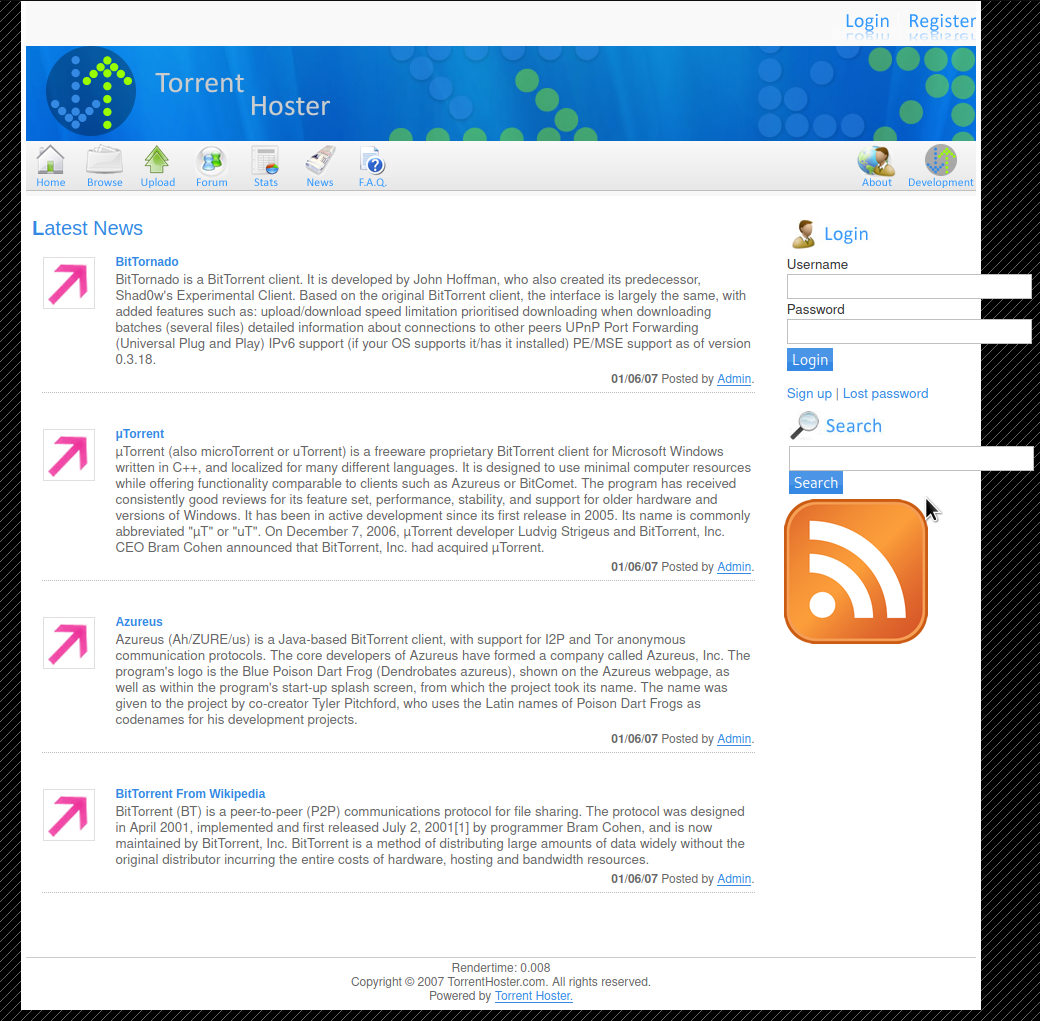 Login Register
Torrent
Hoster
Home Browse Upload Forum Stats News F.A.Q. About Development
Latest News
BitTornado
BitTornado is a BitTorrent client. It is developed by John Hoffman, who also created its predecessor,
Shad0w's Experimental Client. Based on the original BitTorrent client, the interface is largely the same, with
added features such as: upload/download speed limitation prioritised downloading when downloading
batches (several files) detailed information about connections to other peers UPnP Port Forwarding
(Universal Plug and Play) IPv6 support (if your OS supports it/has it installed) PE/MSE support as of version
0.3.18.
01/06/07 Posted by Admin.
µTorrent
µTorrent (also microTorrent or uTorrent) is a freeware proprietary BitTorrent client for Microsoft Windows
written in C++, and localized for many different languages. It is designed to use minimal computer resources
while offering functionality comparable to clients such as Azureus or BitComet. The program has received
consistently good reviews for its feature set, performance, stability, and support for older hardware and
versions of Windows. It has been in active development since its first release in 2005. Its name is commonly
abbreviated "µT" or "uT". On December 7, 2006, µTorrent developer Ludvig Strigeus and BitTorrent, Inc.
CEO Bram Cohen announced that BitTorrent, Inc. had acquired µTorrent.
01/06/07 Posted by Admin.
Azureus
Azureus (Ah/ZURE/us) is a Java-based BitTorrent client, with support for I2P and Tor anonymous
communication protocols. The core developers of Azureus have formed a company called Azureus, Inc. The
program's logo is the Blue Poison Dart Frog (Dendrobates azureus), shown on the Azureus webpage, as
well as within the program's start-up splash screen, from which the project took its name. The name was
given to the project by co-creator Tyler Pitchford, who uses the Latin names of Poison Dart Frogs as
codenames for his development projects.
01/06/07 Posted by Admin.
BitTorrent From Wikipedia
BitTorrent (BT) is a peer-to-peer (P2P) communications protocol for file sharing. The protocol was designed
in April 2001, implemented and first released July 2, 2001[1] by programmer Bram Cohen, and is now
maintained by BitTorrent, Inc. BitTorrent is a method of distributing large amounts of data widely without the
original distributor incurring the entire costs of hardware, hosting and bandwidth resources.
01/06/07 Posted by Admin.
Login
Username
Password
Login
Sign up | Lost password
Search
Search
Rendertime: 0.008
Copyright © 2007 TorrentHoster.com. All rights reserved.
Powered by Torrent Hoster.